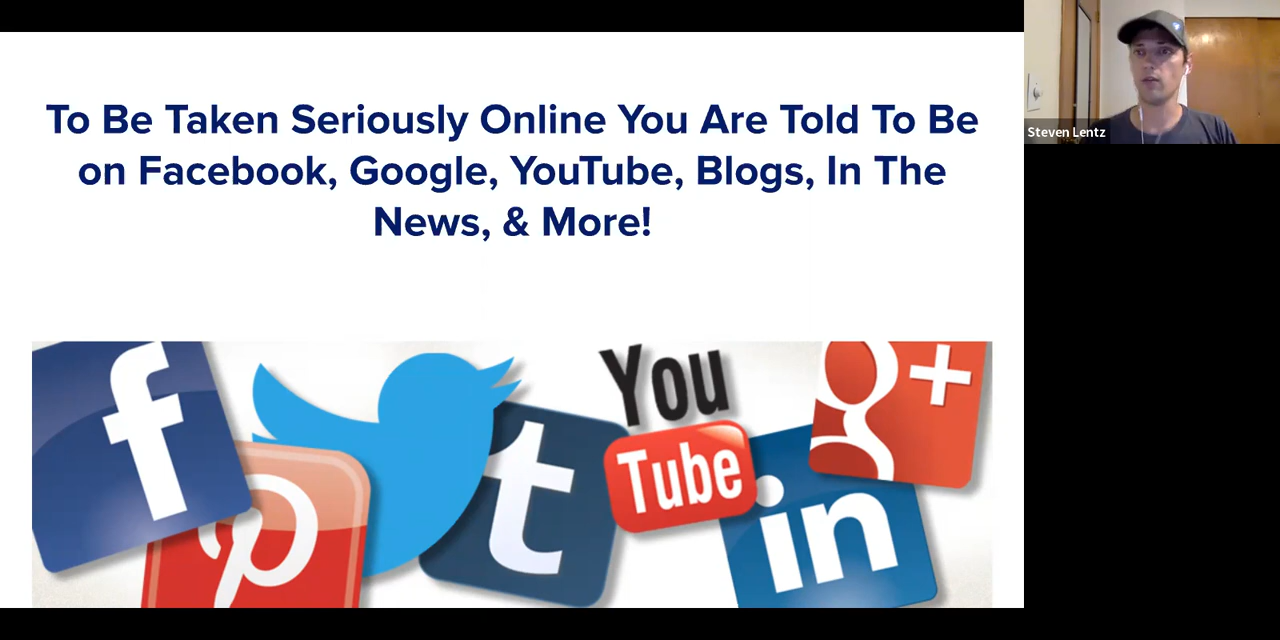 To Be Taken Seriously Online You Are Told To Be
on Facebook, Google, YouTube, Blogs, In The
News, & More!
Steven Lentz
f
p
t
You
Tube
in
g+